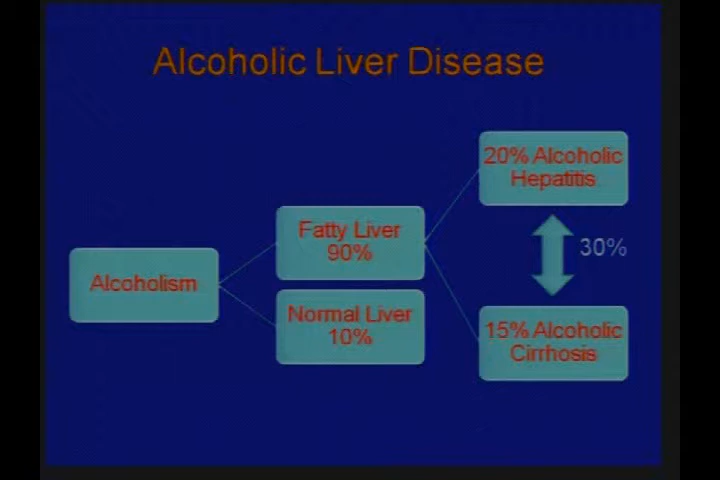 Alcoholic Liver Disease
20% Alcoholic
Hepatitis
Fatty Liver
90%
30%
Alcoholism
Normal Liver
10%
15% Alcoholic
Cirrhosis